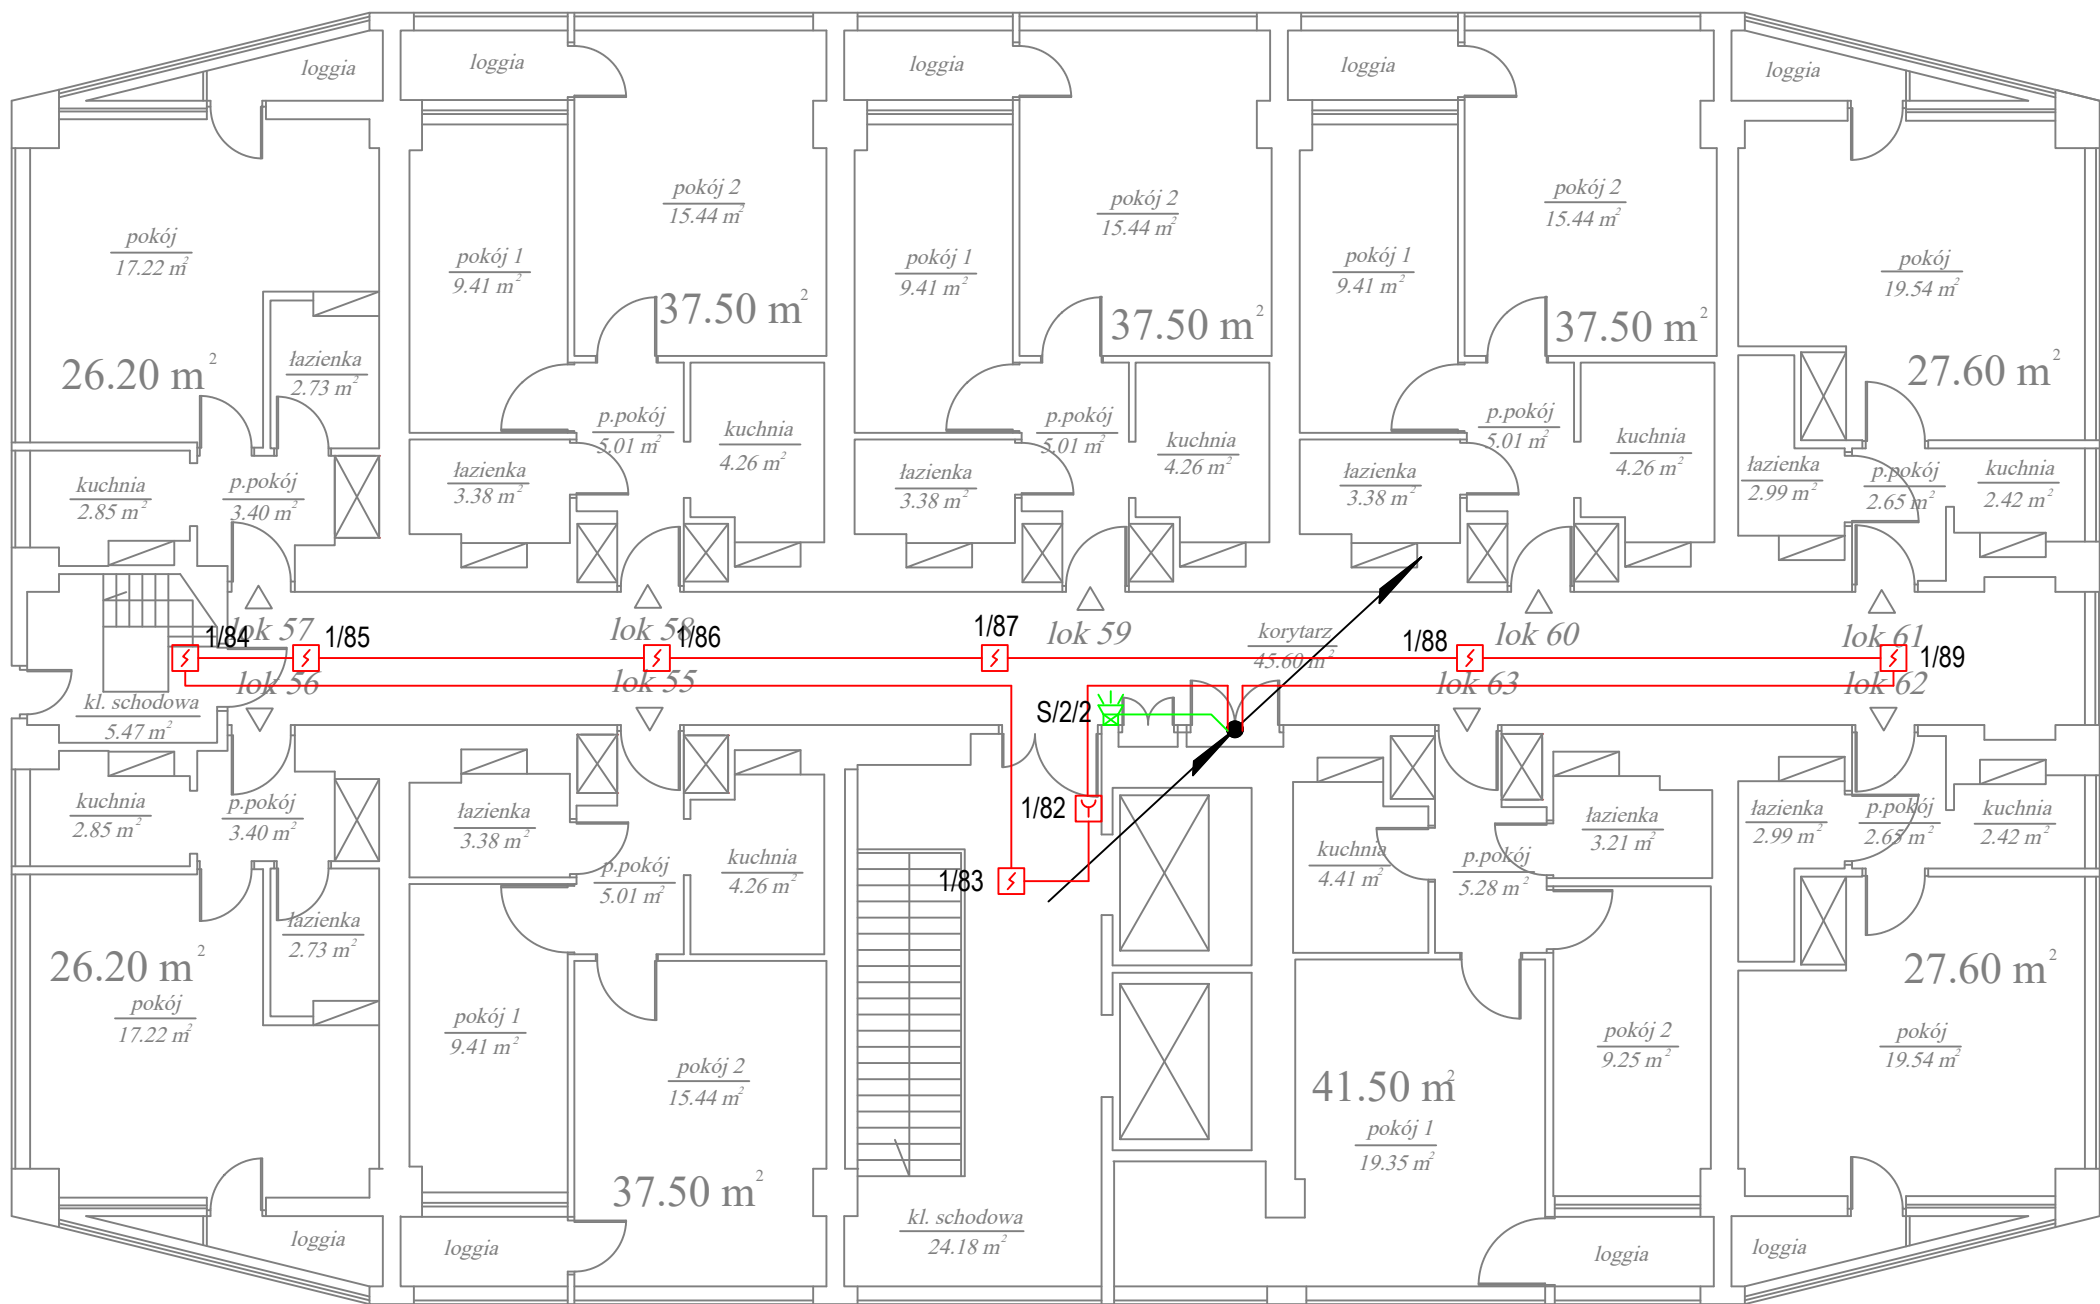 loggia
loggia
loggia
loggia
loggia
pokój
17.22 m²
pokój 1
9.41 m²
pokój 2
15.44 m²
37.50 m²
pokój 1
9.41 m²
pokój 2
15.44 m²
37.50 m²
pokój 1
9.41 m²
pokój 2
15.44 m²
37.50 m²
pokój
19.54 m²
27.60 m²
26.20 m²
łazienka
2.73 m²
kuchnia
2.85 m²
p.pokój
3.40 m²
łazienka
3.38 m²
p.pokój
5.01 m²
kuchnia
4.26 m²
łazienka
3.38 m²
p.pokój
5.01 m²
kuchnia
4.26 m²
łazienka
3.38 m²
p.pokój
5.01 m²
kuchnia
4.26 m²
łazienka
2.99 m²
p.pokój
2.65 m²
kuchnia
2.42 m²
lok 57
lok 58
lok 59
korytarz
45.60 m²
lok 60
lok 61
1/84
1/85
1/86
1/87
1/88
1/89
lok 56
lok 55
lok 63
lok 62
kl. schodowa
5.47 m²
S/2/2
1/82
1/83
kuchnia
2.85 m²
p.pokój
3.40 m²
łazienka
3.38 m²
p.pokój
5.01 m²
kuchnia
4.26 m²
kuchnia
4.41 m²
p.pokój
5.28 m²
łazienka
3.21 m²
łazienka
2.99 m²
p.pokój
2.65 m²
kuchnia
2.42 m²
łazienka
2.73 m²
26.20 m²
pokój
17.22 m²
pokój 1
9.41 m²
pokój 2
15.44 m²
37.50 m²
41.50 m²
pokój 1
19.35 m²
pokój 2
9.25 m²
27.60 m²
pokój
19.54 m²
kl. schodowa
24.18 m²
loggia
loggia
loggia
loggia